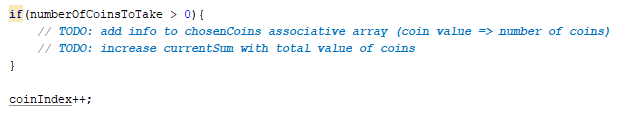 if(numberOfCoinsToTake > 0){
// TODO: add info to chosenCoins associative array (coin value => number of coins)
// TODO: increase currentSum with total value of coins
}
coinIndex++;